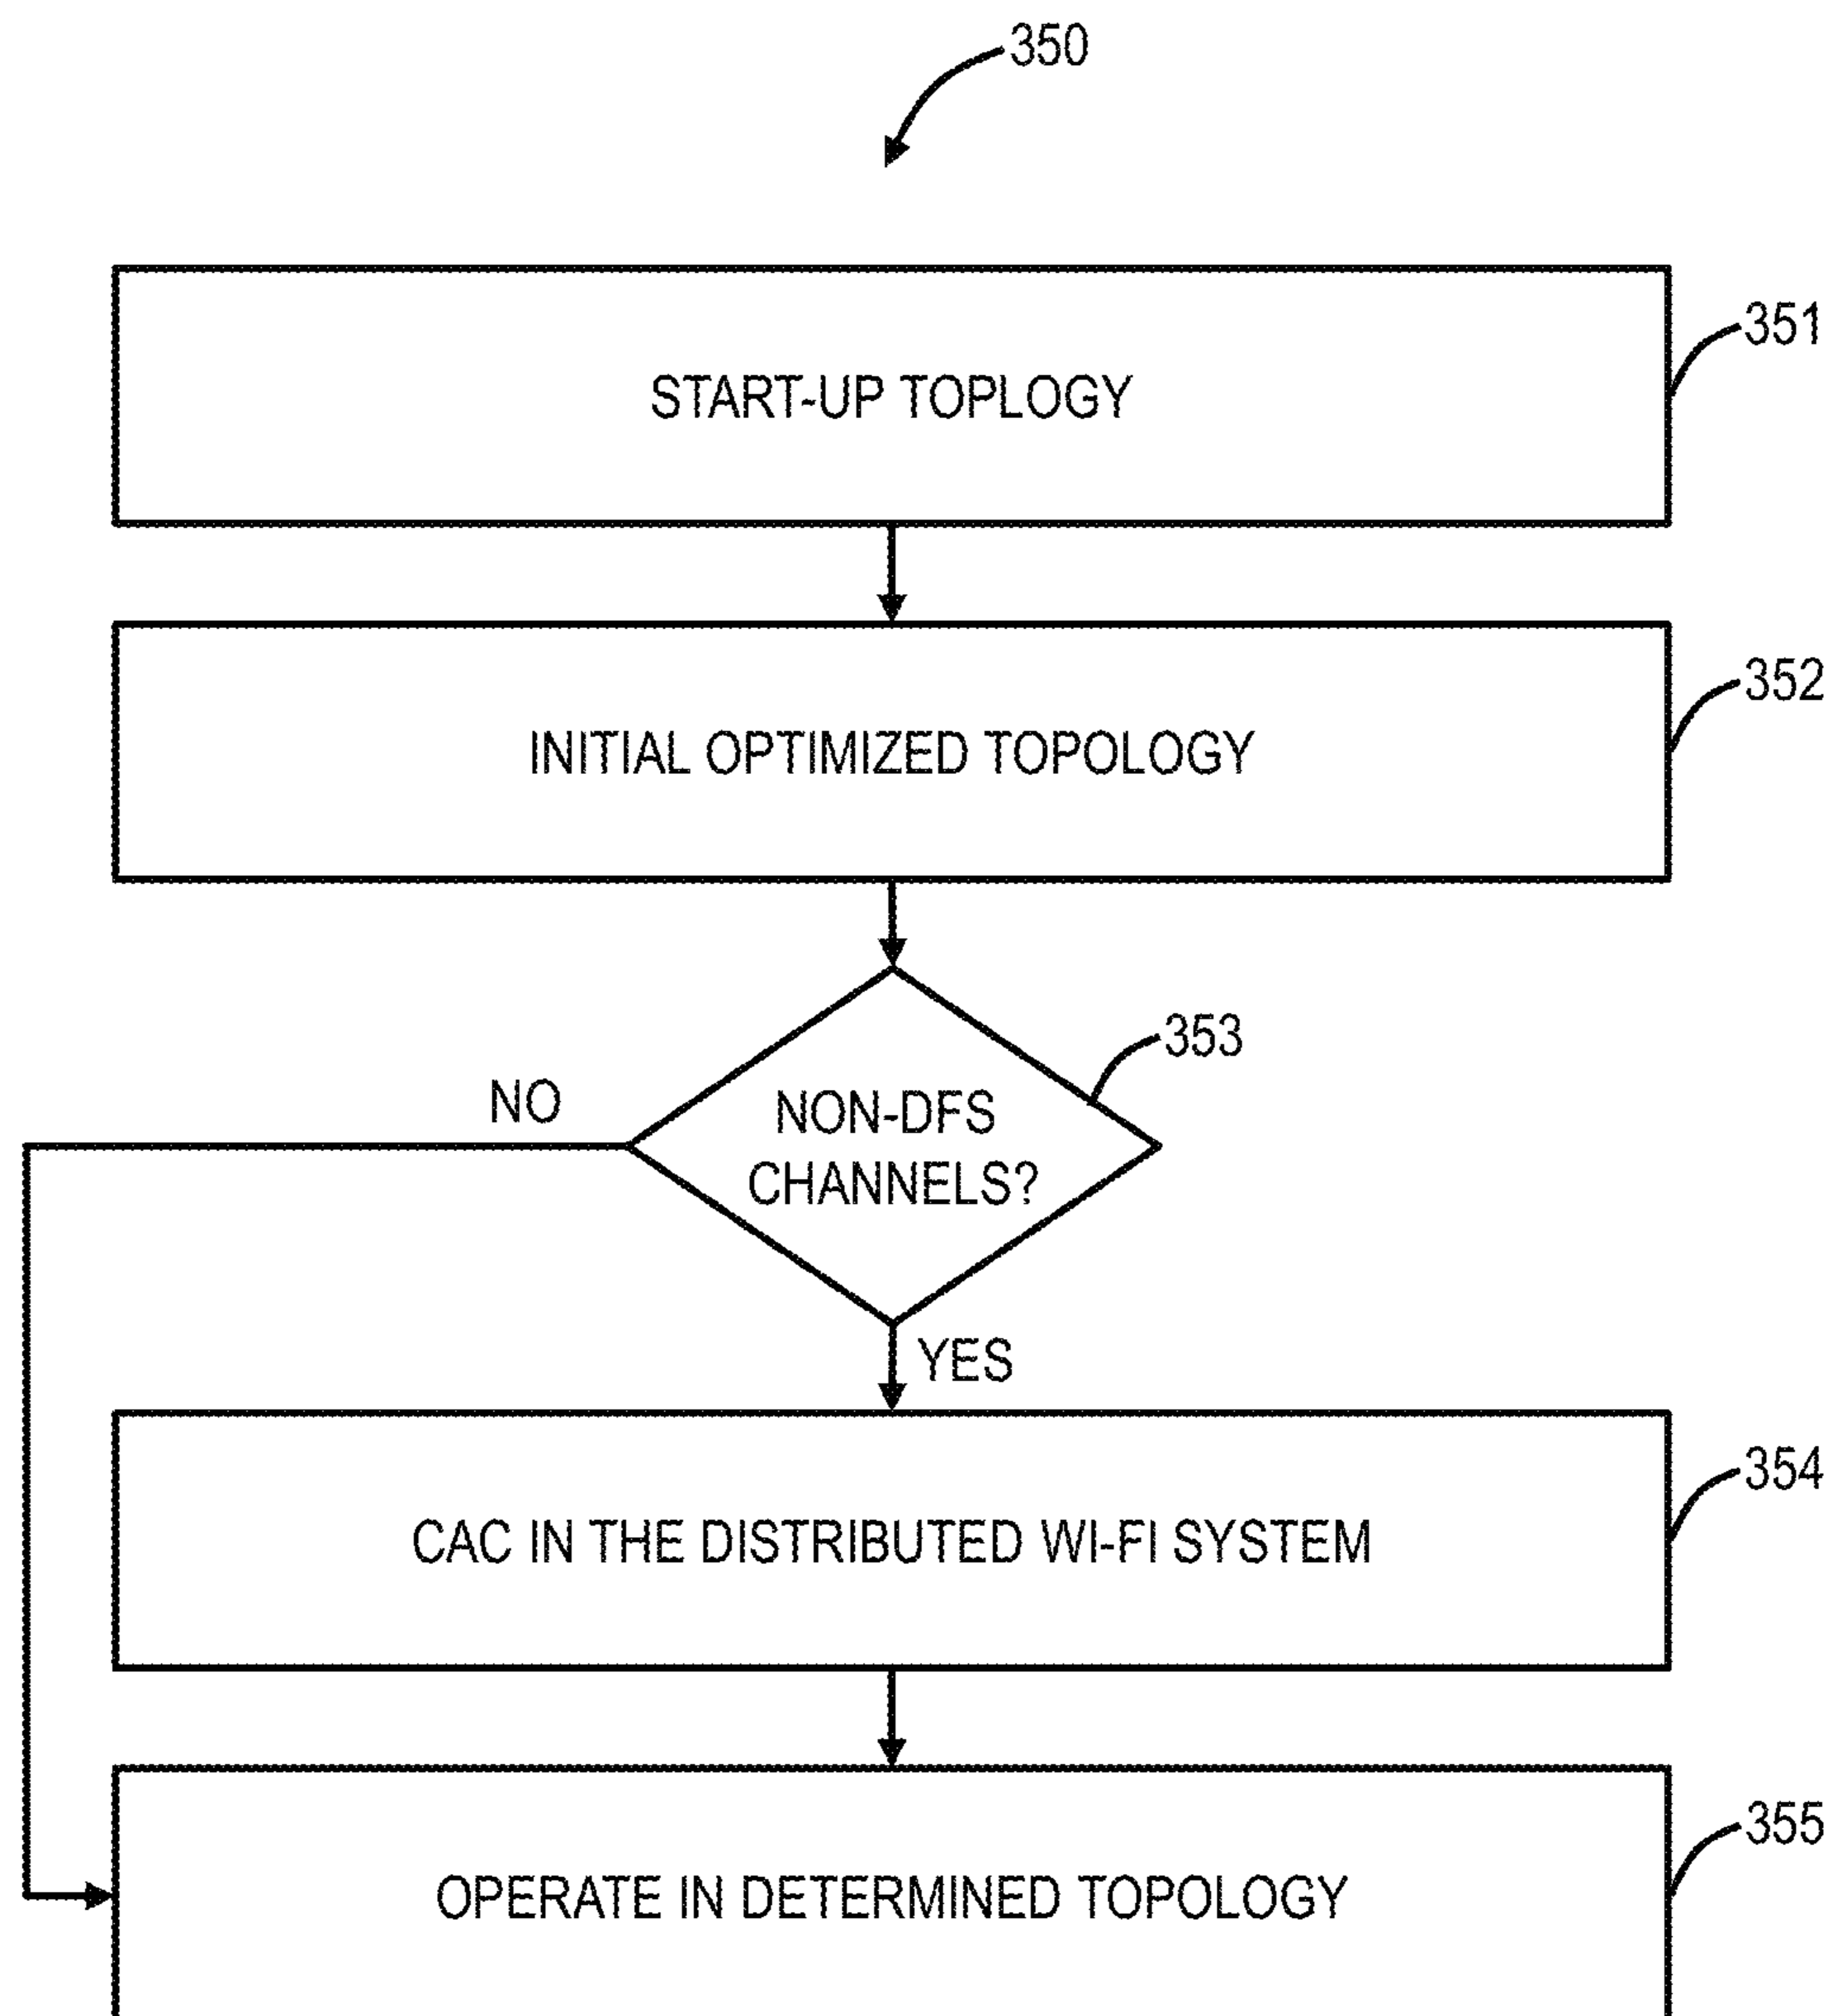 350
START-UP TOPLOGY
351
INITIAL OPTIMIZED TOPOLOGY
352
353
NO
NON-DFS
CHANNELS?
YES
CAC IN THE DISTRIBUTED WI-FI SYSTEM
354
OPERATE IN DETERMINED TOPOLOGY
355